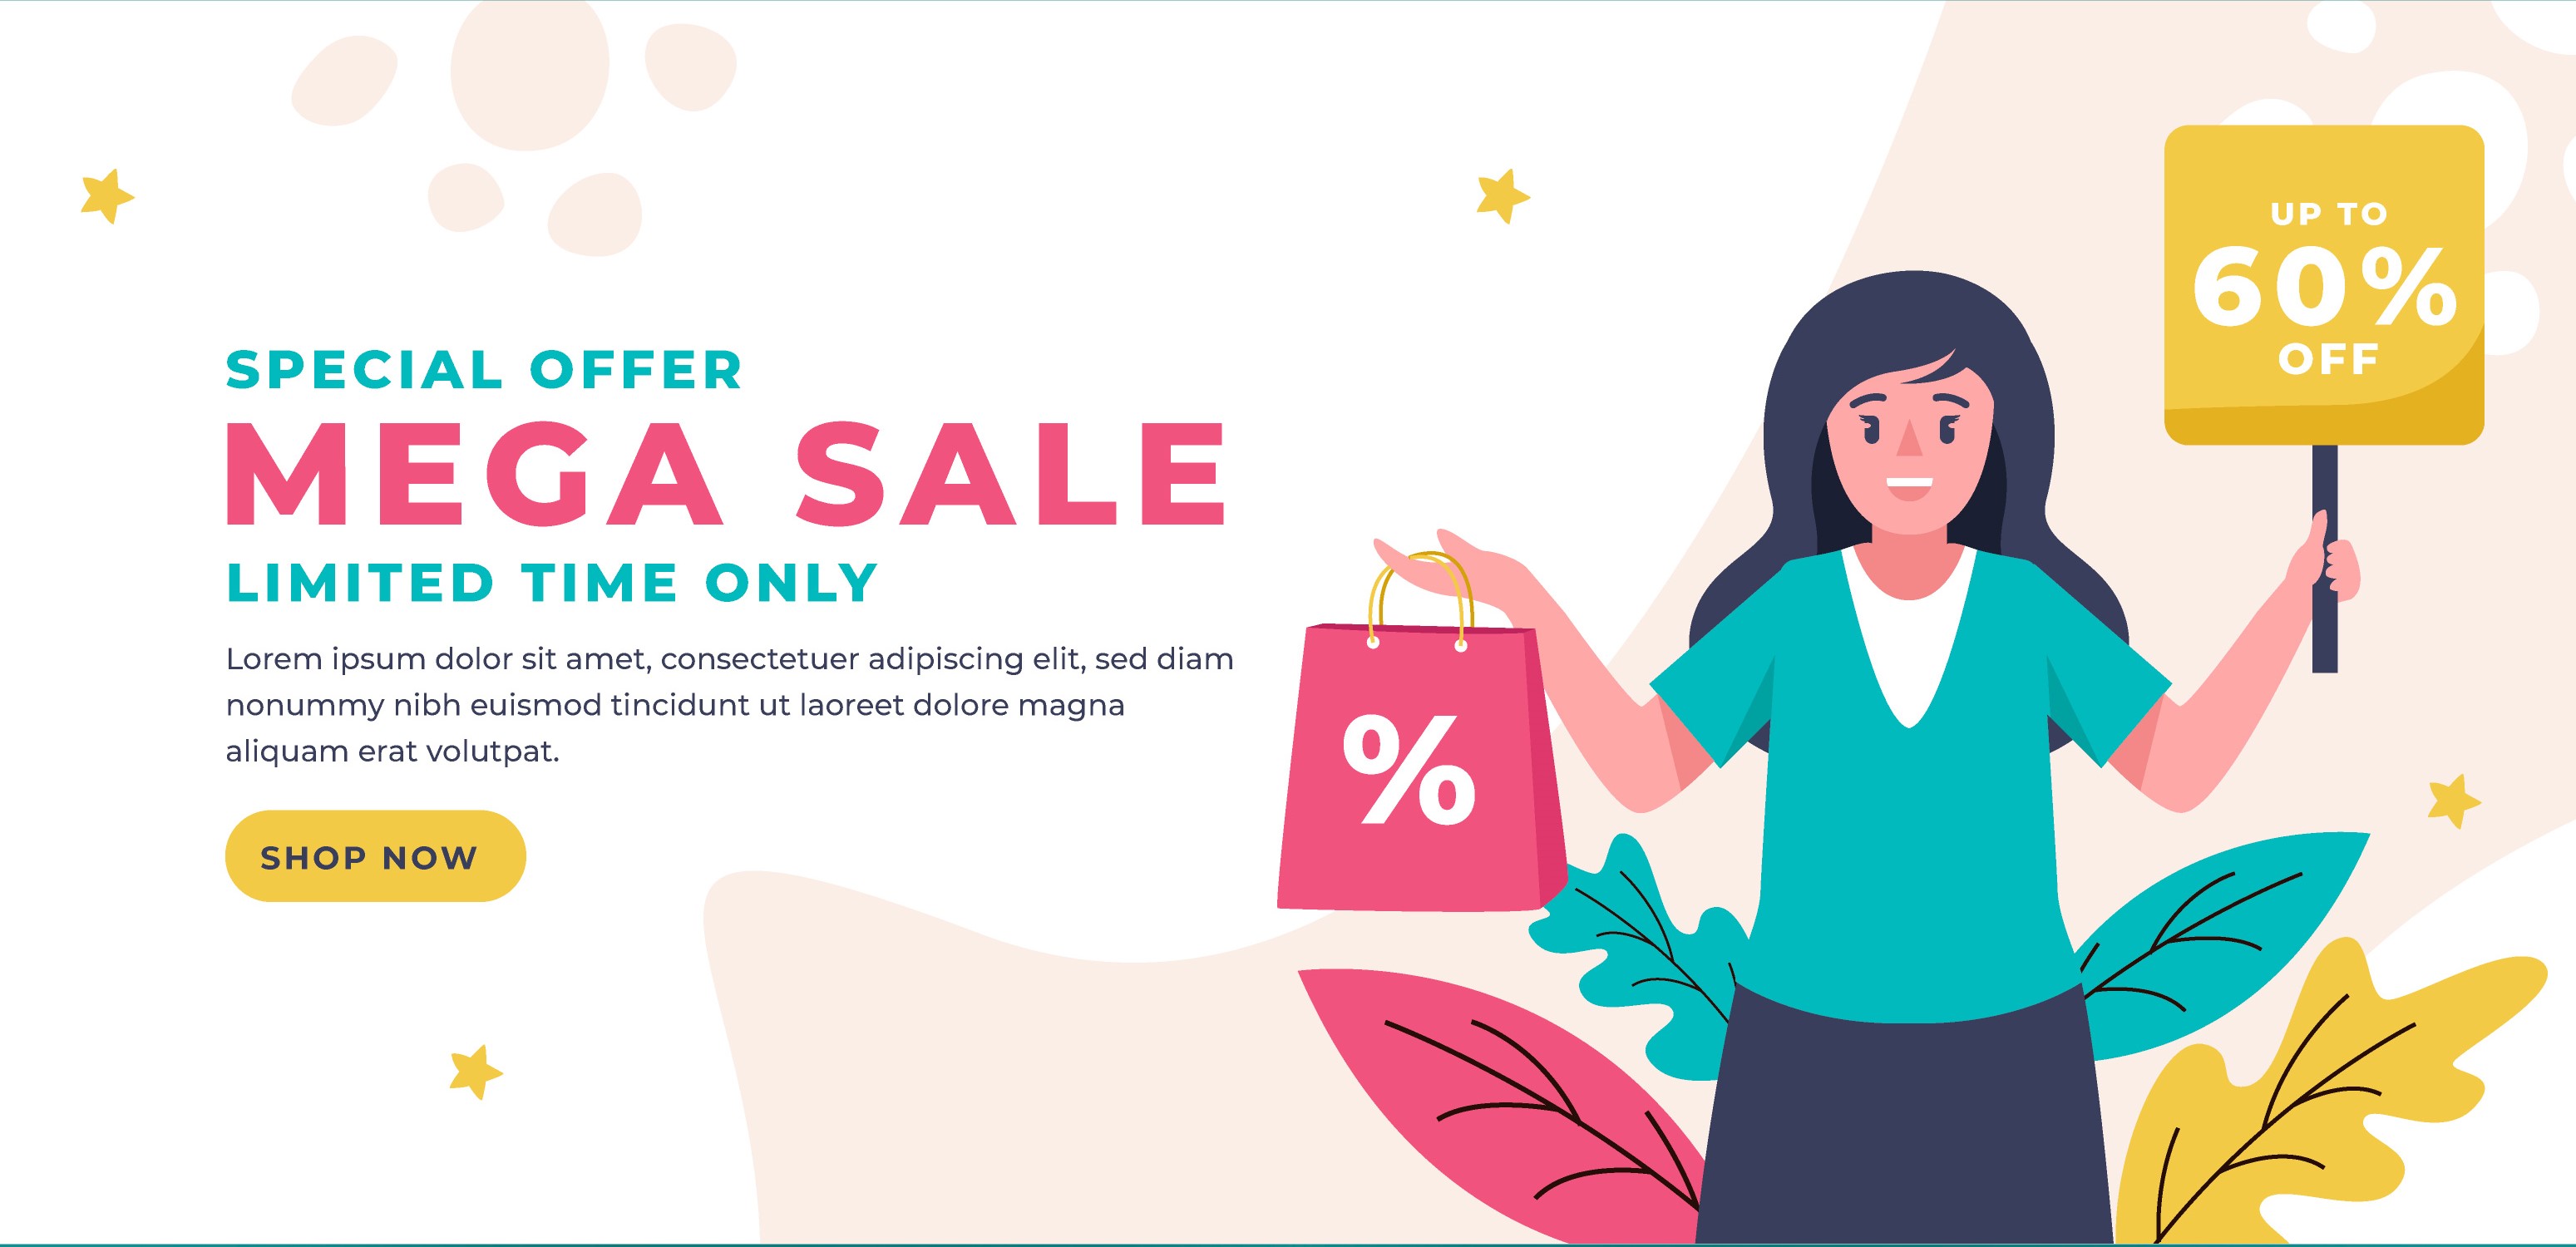 SPECIAL OFFER
MEGA SALE
LIMITED TIME ONLY
Lorem ipsum dolor sit amet, consectetuer adipiscing elit, sed diam
nonummy nibh euismod tincidunt ut laoreet dolore magna
aliquam erat volutpat.
SHOP NOW
%
UP TO
60%
OFF